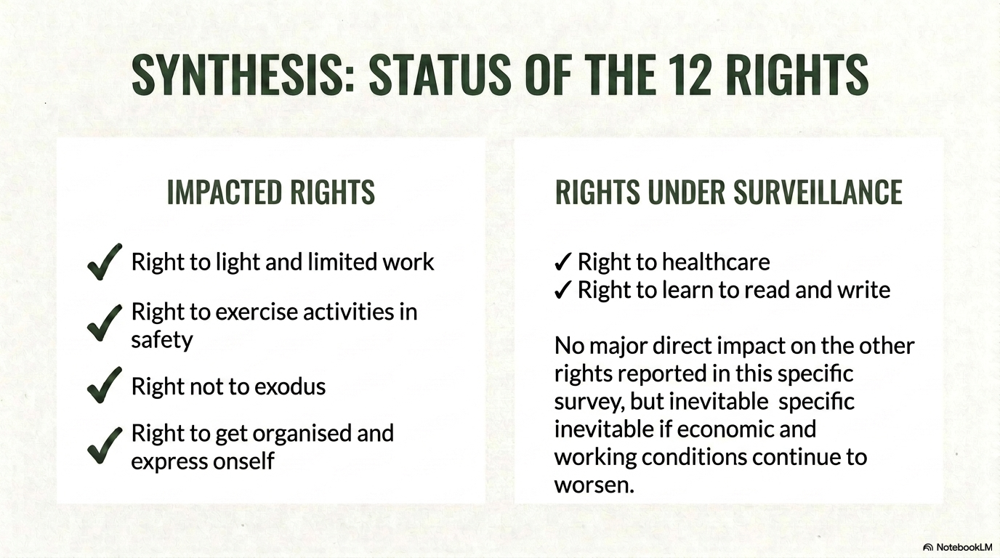 SYNTHESIS: STATUS OF THE 12 RIGHTS
IMPACTED RIGHTS
✓ Right to light and limited work
✓ Right to exercise activities in
safety
✓ Right not to exodus
✓ Right to get organised and
express onself
RIGHTS UNDER SURVEILLANCE
✓ Right to healthcare
✓ Right to learn to read and write
No major direct impact on the other
rights reported in this specific
survey, but inevitable  specific
inevitable if economic and
working conditions continue to
worsen.
NotebookLM